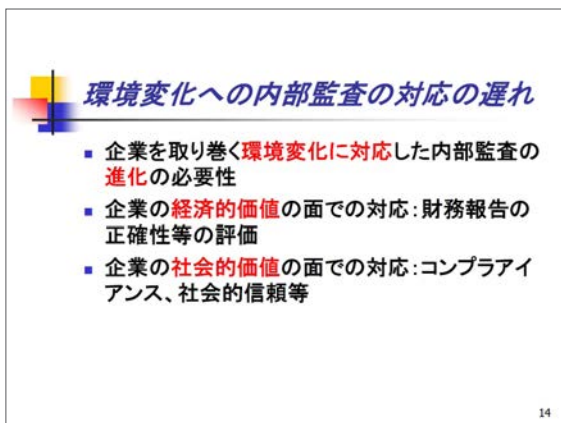 環境変化への内部監査の対応の遅れ
企業を取り巻く環境変化に対応した内部監査の
進化の必要性
企業の経済的価値の面での対応:財務報告の
正確性等の評価
企業の社会的価値の面での対応:コンプラアイ
アンス、社会的信頼等
14